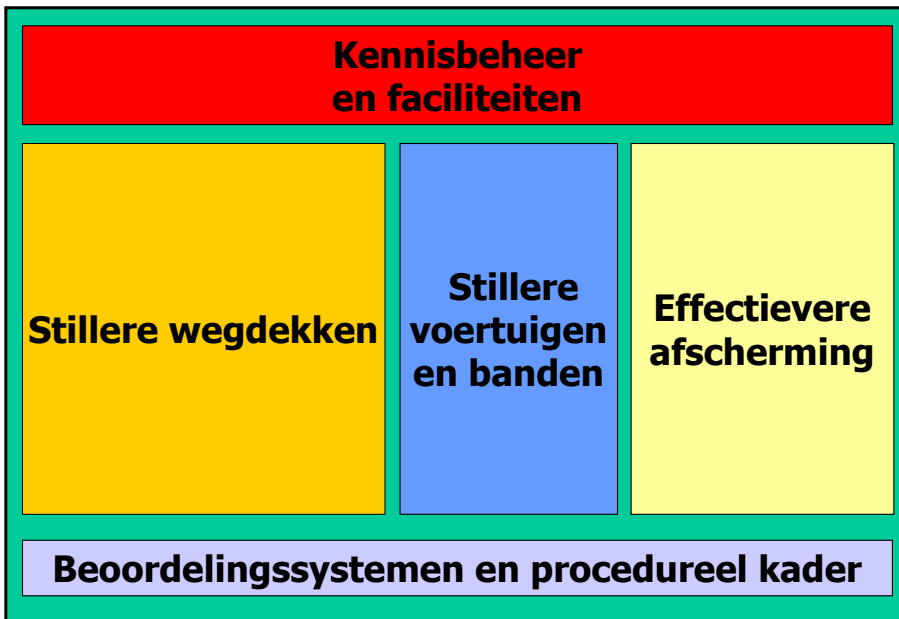 Kennisbeheer
en faciliteiten
Stillere wegdekken
Stillere
voertuigen
en banden
Effectievere
afscherming
Beoordelingssystemen en procedureel kader